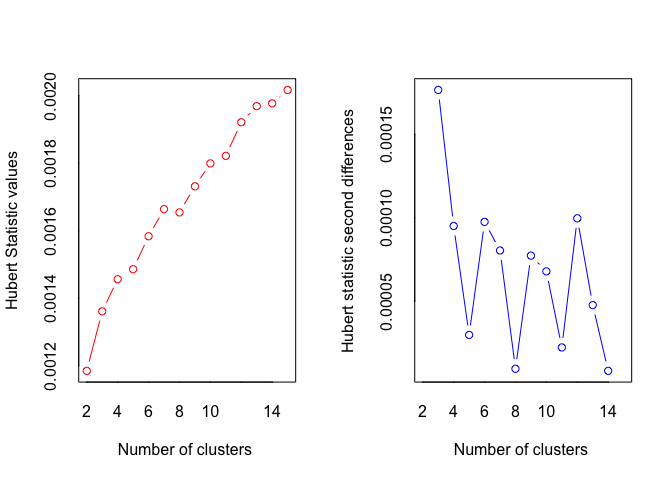 Hubert Statistic values
0.0012 0.0014 0.0016 0.0018 0.0020
2 4 6 8 10 14
Number of clusters
Hubert statistic second differences
0.00005 0.00010 0.00015
2 4 6 8 10 14
Number of clusters